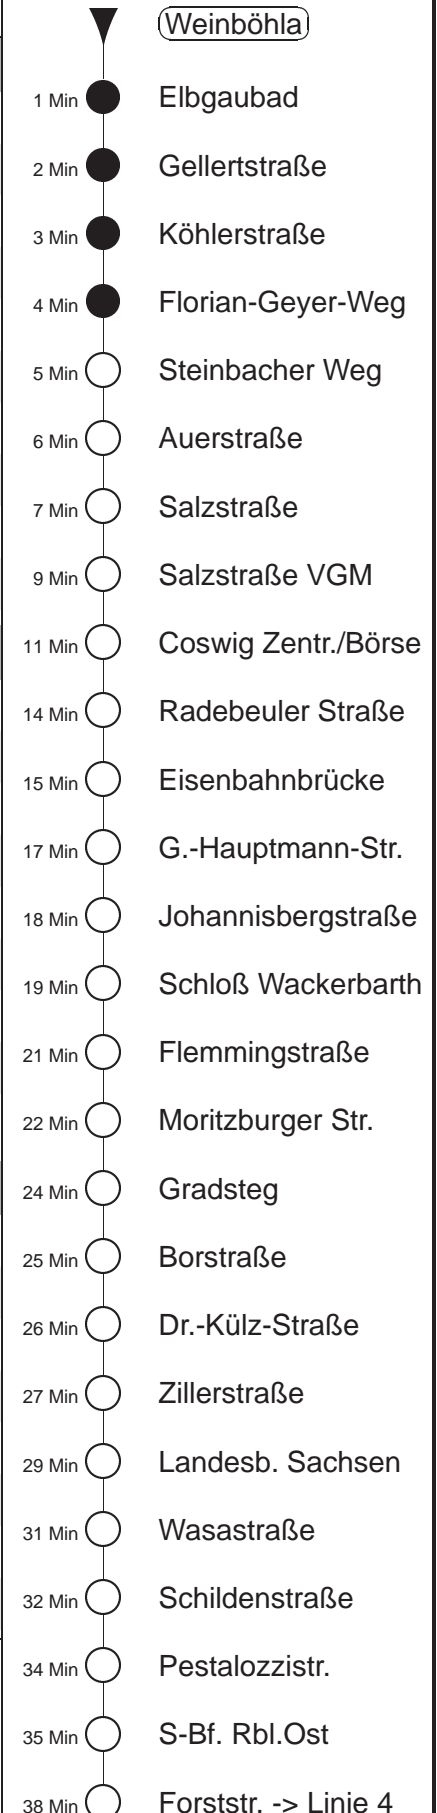 Weinböhla
1 Min Elbgaubad
2 Min Gellertstraße
3 Min Köhlerstraße
4 Min Florian-Geyer-Weg
5 Min Steinbacher Weg
6 Min Auerstraße
7 Min Salzstraße
9 Min Salzstraße VGM
11 Min Coswig Zentr./Börse
14 Min Radebeuler Straße
15 Min Eisenbahnbrücke
17 Min G.-Hauptmann-Str.
18 Min Johannisbergstraße
19 Min Schloß Wackerbarth
21 Min Flemmingstraße
22 Min Moritzburger Str.
24 Min Gradsteg
25 Min Borstraße
26 Min Dr.-Külz-Straße
27 Min Zillerstraße
29 Min Landesb. Sachsen
31 Min Wasastraße
32 Min Schildenstraße
34 Min Pestalozzistr.
35 Min S-Bf. Rbl.Ost
38 Min Forststr. -> Linie 4